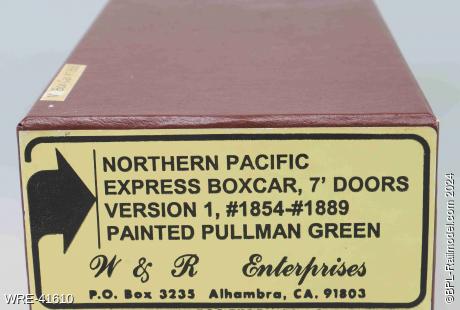 NORTHERN PACIFIC
EXPRESS BOXCAR, 7' DOORS
VERSION 1, #1854-#1889
PAINTED PULLMAN GREEN
W & R Enterprises
P.O. Box 3235 Alhambra, CA. 91803
WRE-41610
©BPL-Railmodel.com 2024